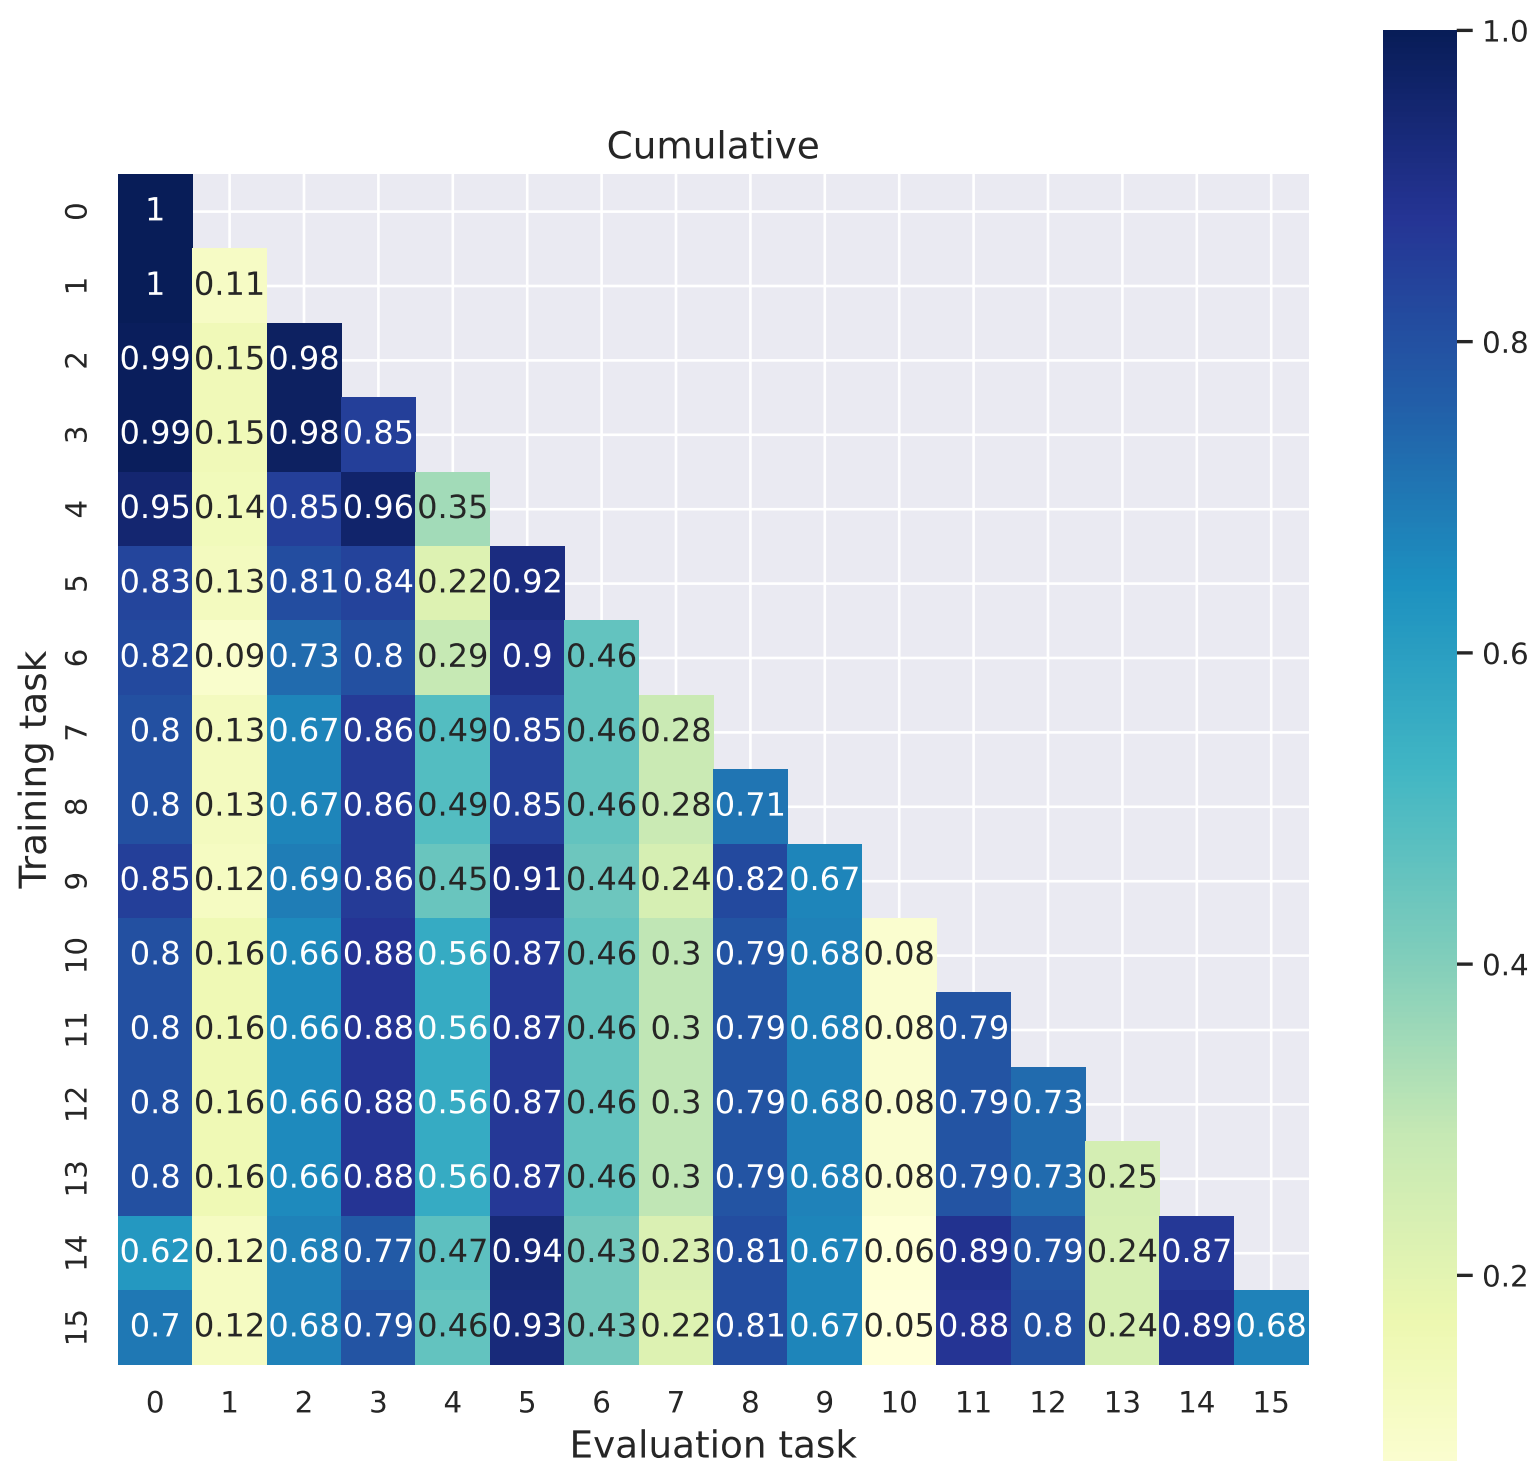 Cumulative
1.0
0.8
0.6
0.4
0.2
Training task
0 1
1 1 0.11
2 0.99 0.15 0.98
3 0.99 0.15 0.98 0.85
4 0.95 0.14 0.85 0.96 0.35
5 0.83 0.13 0.81 0.84 0.22 0.92
6 0.82 0.09 0.73 0.8 0.29 0.9 0.46
7 0.8 0.13 0.67 0.86 0.49 0.85 0.46 0.28
8 0.8 0.13 0.67 0.86 0.49 0.85 0.46 0.28 0.71
9 0.85 0.12 0.69 0.86 0.45 0.91 0.44 0.24 0.82 0.67
10 0.8 0.16 0.66 0.88 0.56 0.87 0.46 0.3 0.79 0.68 0.08
11 0.8 0.16 0.66 0.88 0.56 0.87 0.46 0.3 0.79 0.68 0.08 0.79
12 0.8 0.16 0.66 0.88 0.56 0.87 0.46 0.3 0.79 0.68 0.08 0.79 0.73
13 0.8 0.16 0.66 0.88 0.56 0.87 0.46 0.3 0.79 0.68 0.08 0.79 0.73 0.25
14 0.62 0.12 0.68 0.77 0.47 0.94 0.43 0.23 0.81 0.67 0.06 0.89 0.79 0.24 0.87
15 0.7 0.12 0.68 0.79 0.46 0.93 0.43 0.22 0.81 0.67 0.05 0.88 0.8 0.24 0.89 0.68
0 1 2 3 4 5 6 7 8 9 10 11 12 13 14 15
Evaluation task